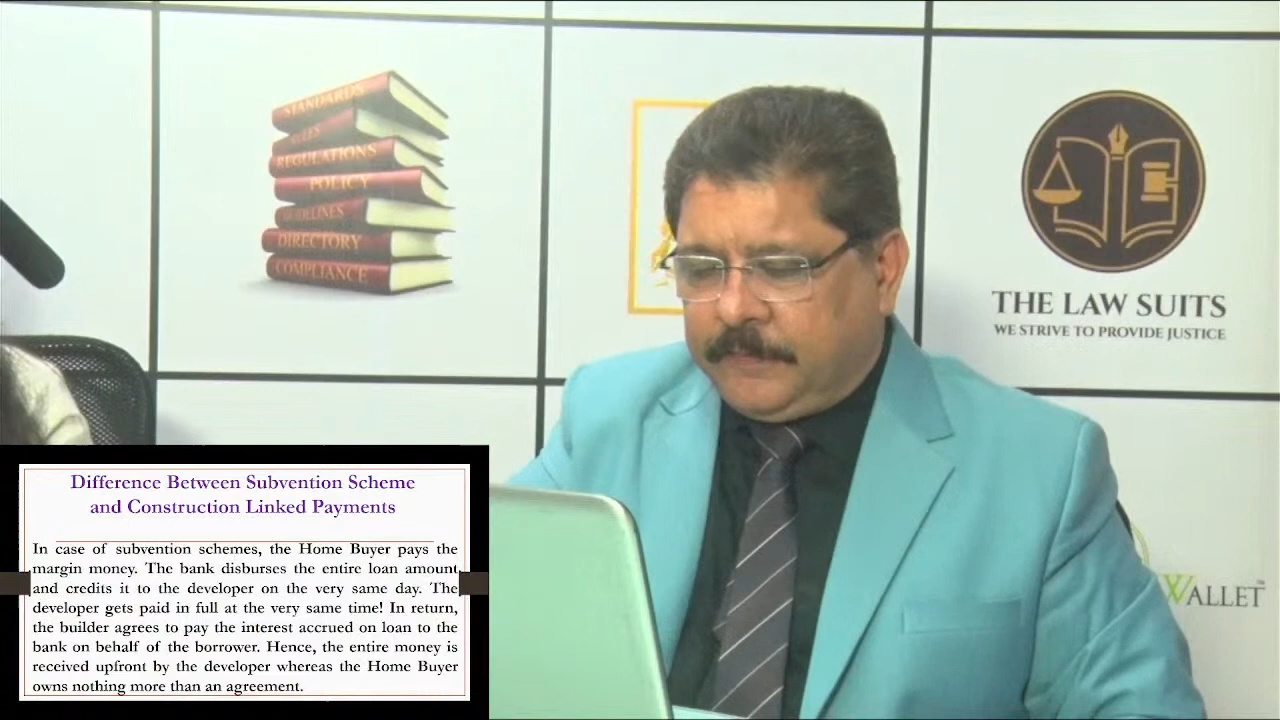 STANDARDS
RULES
REGULATIONS
POLICY
GUIDELINES
DIRECTORY
COMPLIANCE
THE LAW SUITS
WE STRIVE TO PROVIDE JUSTICE
WALLET
Difference Between Subvention Scheme
and Construction Linked Payments
In case of subvention schemes, the Home Buyer pays the
margin money. The bank disburses the entire loan amount
and credits it to the developer on the very same day. The
developer gets paid in full at the very same time! In return,
the builder agrees to pay the interest accrued on loan to the
bank on behalf of the borrower. Hence, the entire money is
received upfront by the developer whereas the Home Buyer
owns nothing more than an agreement.